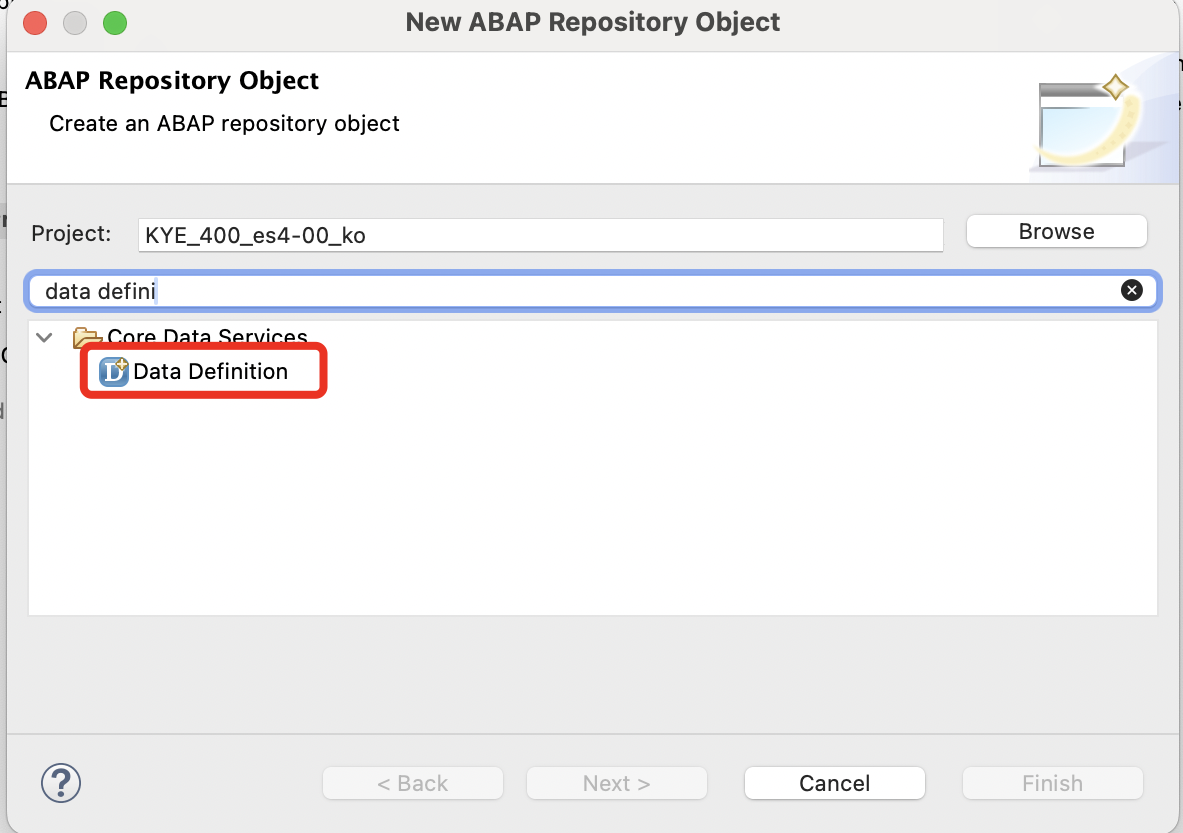 New ABAP Repository Object
ABAP Repository Object
Create an ABAP repository object
Project: KYE_400_es4-00_ko Browse
data defini
Core Data Services
Data Definition
? < Back Next > Cancel Finish